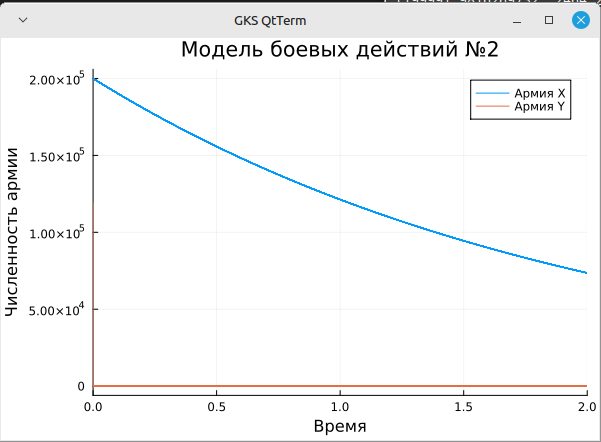 GKS QtTerm
Модель боевых действий №2
Численность армии
2.00×10⁵
1.50×10⁵
1.00×10⁵
5.00×10⁴
0
Армия X
Армия Y
0.0 0.5 1.0 1.5 2.0
Время